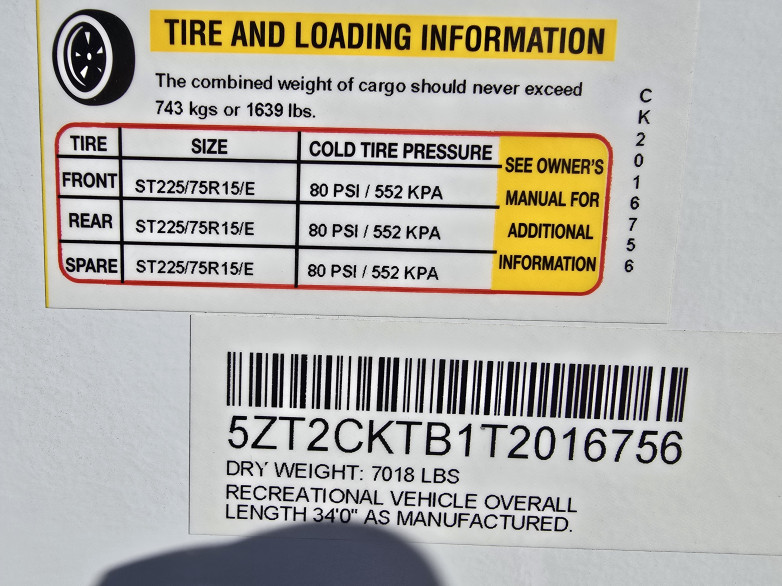 TIRE AND LOADING INFORMATION
The combined weight of cargo should never exceed
743 kgs or 1639 lbs.
TIRE SIZE COLD TIRE PRESSURE
FRONT ST225/75R15/E 80 PSI / 552 KPA
REAR ST225/75R15/E 80 PSI / 552 KPA
SPARE ST225/75R15/E 80 PSI / 552 KPA
SEE OWNER'S
MANUAL FOR
ADDITIONAL
INFORMATION
CK2016756
5ZT2CKTB1T2016756
DRY WEIGHT: 7018 LBS
RECREATIONAL VEHICLE OVERALL
LENGTH 34'0" AS MANUFACTURED.